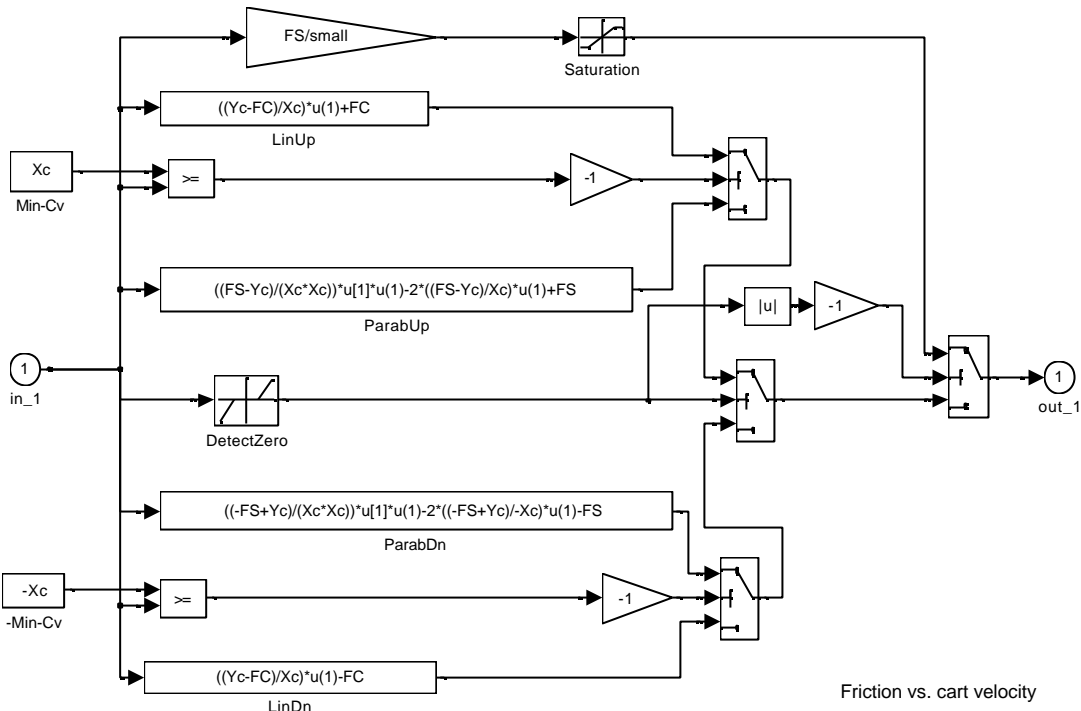 FS/small
Saturation
((Yc-FC)/Xc)*u(1)+FC
LinUp
Xc
Min-Cv
>=
-1
((FS-Yc)/(Xc*Xc))*u[1]*u(1)-2*((FS-Yc)/Xc)*u(1)+FS
ParabUp
|u|
-1
1
in_1
DetectZero
1
out_1
((-FS+Yc)/(Xc*Xc))*u[1]*u(1)-2*((-FS+Yc)/-Xc)*u(1)-FS
ParabDn
-Xc
-Min-Cv
>=
-1
((Yc-FC)/Xc)*u(1)-FC
LinDn
Friction vs. cart velocity